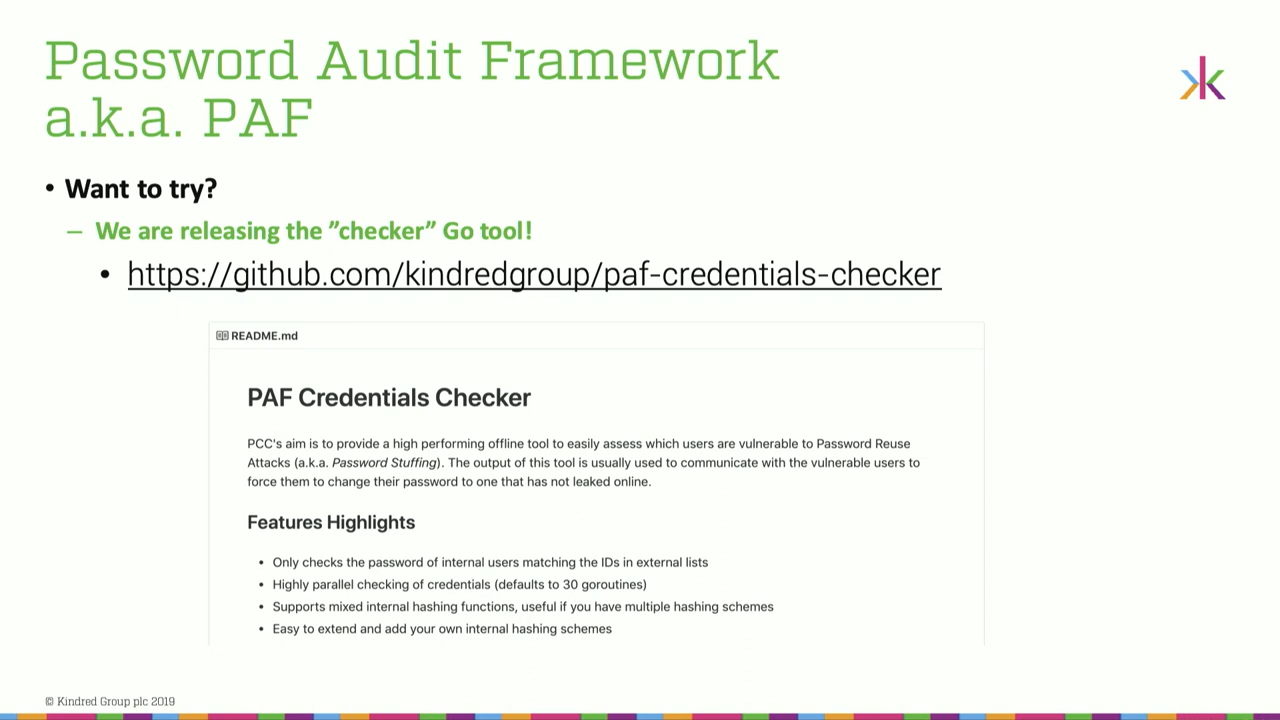 Password Audit Framework
a.k.a. PAF
• Want to try?
– We are releasing the ”checker” Go tool!
• https://github.com/kindredgroup/paf-credentials-checker
README.md
PAF Credentials Checker
PCC's aim is to provide a high performing offline tool to easily assess which users are vulnerable to Password Reuse
Attacks (a.k.a. Password Stuffing). The output of this tool is usually used to communicate with the vulnerable users to
force them to change their password to one that has not leaked online.
Features Highlights
• Only checks the password of internal users matching the IDs in external lists
• Highly parallel checking of credentials (defaults to 30 goroutines)
• Supports mixed internal hashing functions, useful if you have multiple hashing schemes
• Easy to extend and add your own internal hashing schemes
© Kindred Group plc 2019